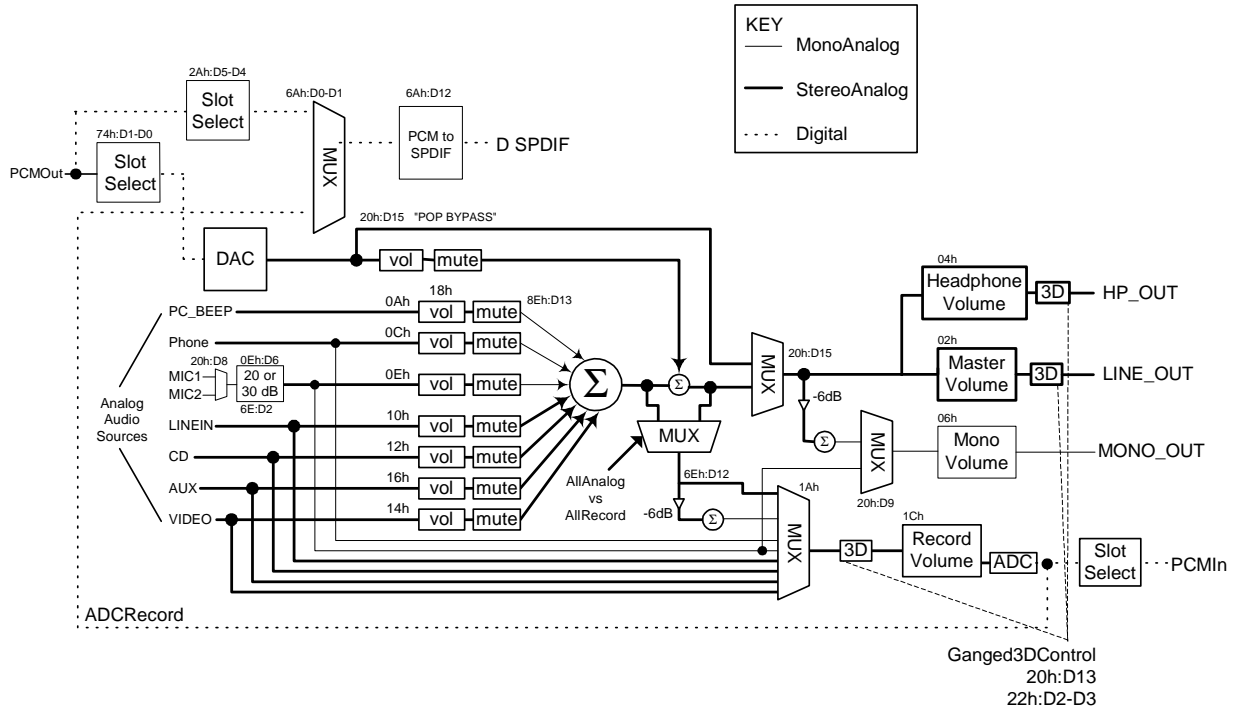 KEY
MonoAnalog
StereoAnalog
Digital
2Ah:D5-D4
Slot
Select
6Ah:D0-D1
MUX
6Ah:D12
PCM to
SPDIF
D SPDIF
74h:D1-D0
Slot
Select
PCMOut
20h:D15 "POP BYPASS"
DAC
vol
mute
04h
Headphone
Volume
3D
HP_OUT
02h
Master
Volume
3D
LINE_OUT
06h
Mono
Volume
MONO_OUT
18h
PC_BEEP
0Ah
vol
mute
8Eh:D13
Phone
0Ch
vol
mute
20h:D8
0Eh:D6
MIC1
MIC2
20 or
30 dB
6E:D2
0Eh
vol
mute
Analog
Audio
Sources
LINEIN
10h
vol
mute
CD
12h
vol
mute
AUX
16h
vol
mute
VIDEO
14h
vol
mute
Σ
Σ
MUX
20h:D15
-6dB
Σ
MUX
20h:D9
MUX
AllAnalog
vs
AllRecord
6Eh:D12
-6dB
Σ
1Ah
MUX
3D
1Ch
Record
Volume
ADC
Slot
Select
PCMIn
ADCRecord
Ganged3DControl
20h:D13
22h:D2-D3